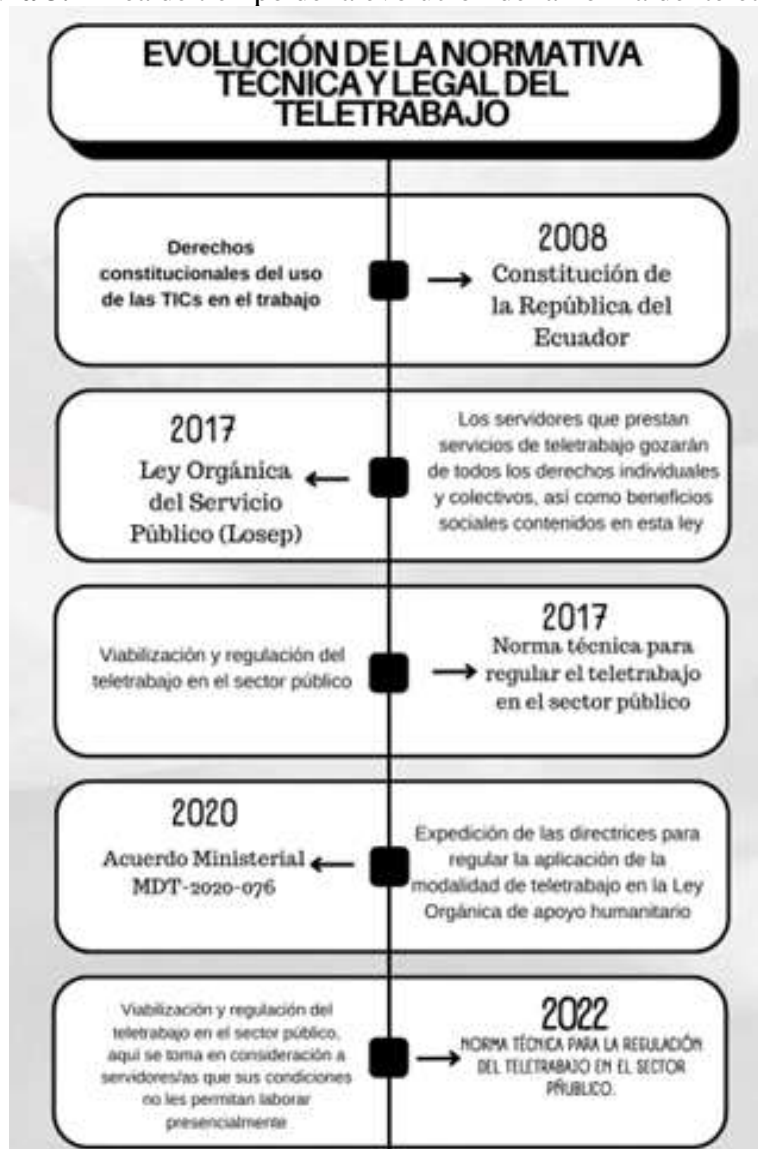 EVOLUCIÓN DE LA NORMATIVA
TÉCNICA Y LEGAL DEL
TELETRABAJO
Derechos
constitucionales del uso
de las TICs en el trabajo
2008
Constitución de
la República del
Ecuador
2017
Ley Orgánica
del Servicio
Público (Losep)
Los servidores que prestan
servicios de teletrabajo gozarán
de todos los derechos individuales
y colectivos, así como beneficios
sociales contenidos en esta ley
Viabilización y regulación del
teletrabajo en el sector público
2017
Norma técnica para
regular el teletrabajo
en el sector público
2020
Acuerdo Ministerial
MDT-2020-076
Expedición de las directrices para
regular la aplicación de la
modalidad de teletrabajo en la Ley
Orgánica de apoyo humanitario
Viabilización y regulación del
teletrabajo en el sector público,
aquí se toma en consideración a
servidores/as que sus condiciones
no les permitan laborar
presencialmente
2022
NORMA TÉCNICA PARA LA REGULACIÓN
DEL TELETRABAJO EN EL SECTOR
PÑUBLICO.